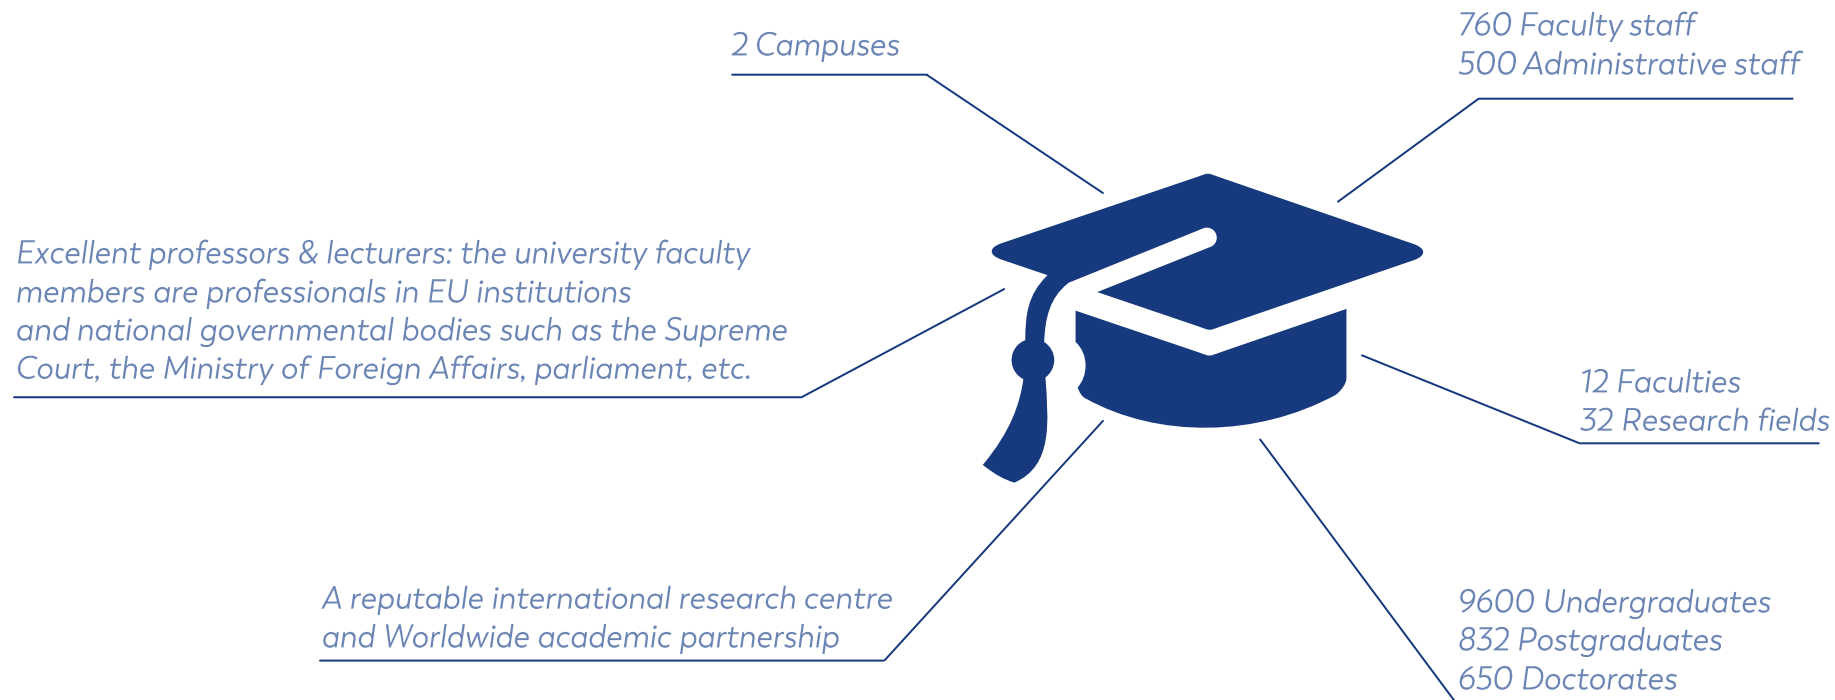 2 Campuses
760 Faculty staff
500 Administrative staff
Excellent professors & lecturers: the university faculty
members are professionals in EU institutions
and national governmental bodies such as the Supreme
Court, the Ministry of Foreign Affairs, parliament, etc.
12 Faculties
32 Research fields
A reputable international research centre
and Worldwide academic partnership
9600 Undergraduates
832 Postgraduates
650 Doctorates